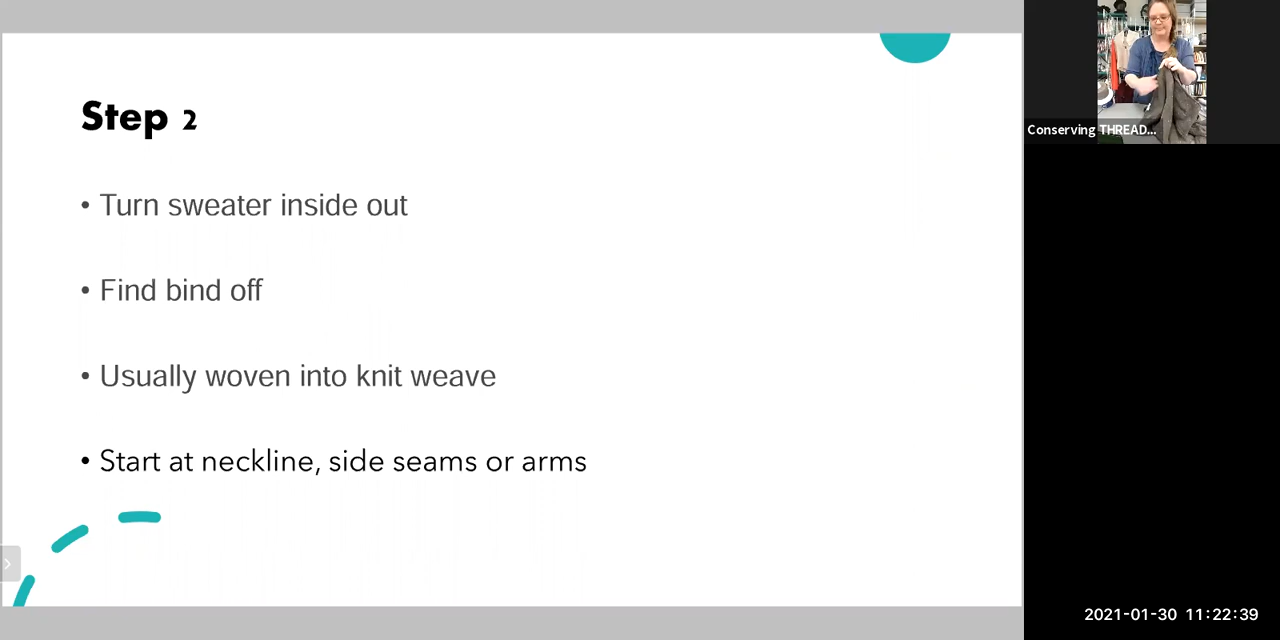 Step 2
• Turn sweater inside out
• Find bind off
• Usually woven into knit weave
• Start at neckline, side seams or arms
Conserving THREAD...
2021-01-30 11:22:39